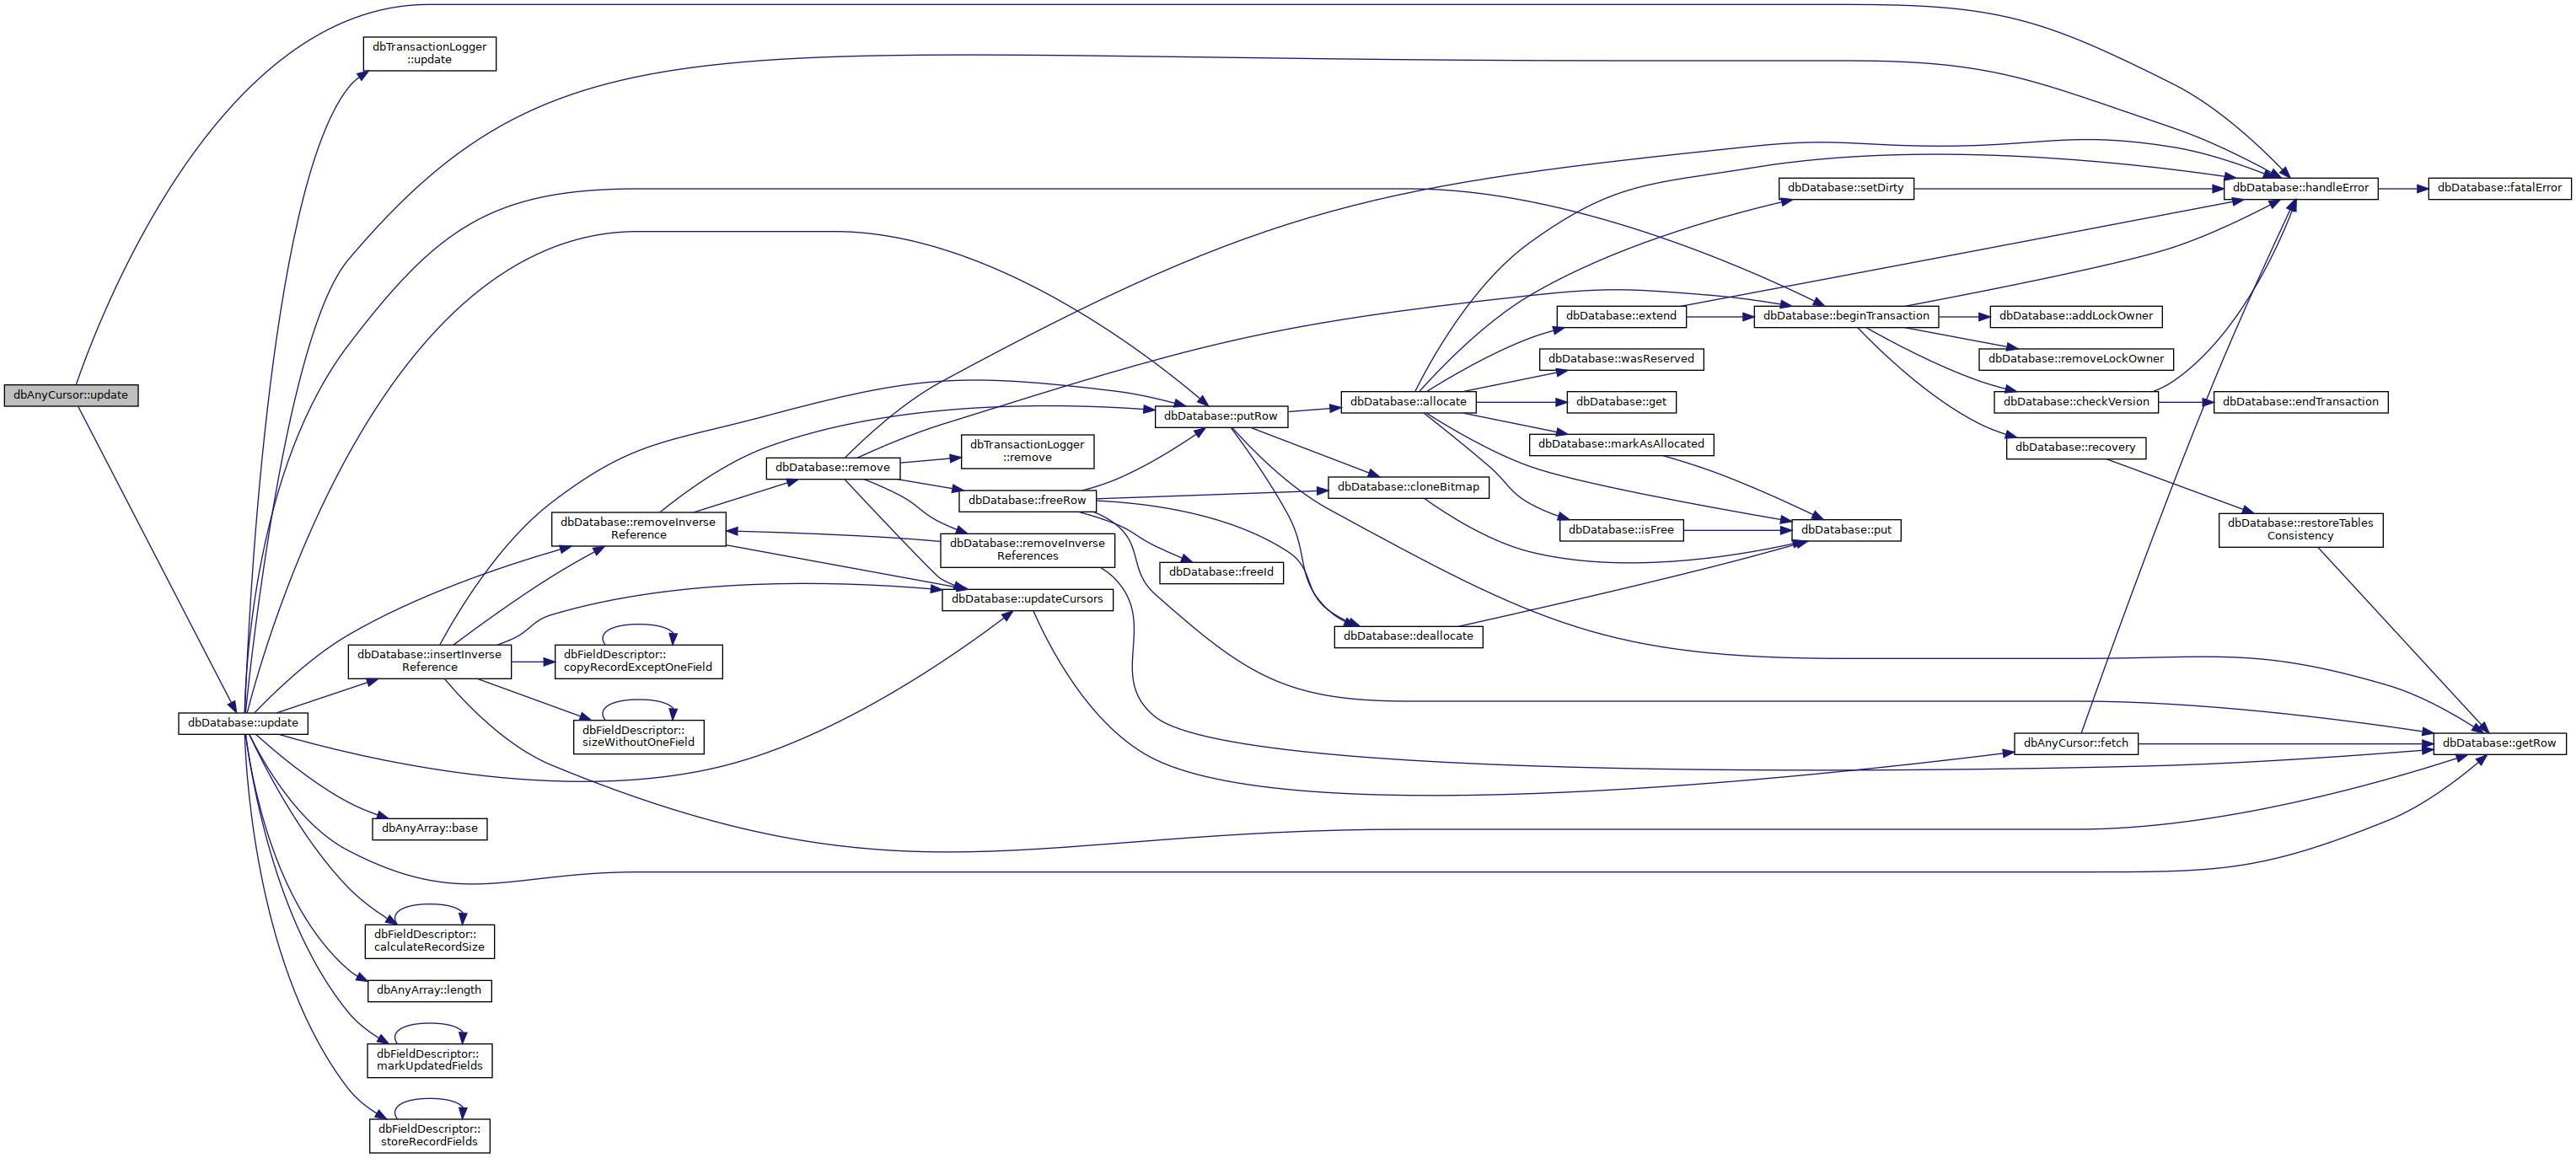 dbAnyCursor::update
dbTransactionLogger
::update
dbDatabase::update
dbDatabase::insertInverse
Reference
dbAnyArray::base
dbFieldDescriptor::
calculateRecordSize
dbAnyArray::length
dbFieldDescriptor::
markUpdatedFields
dbFieldDescriptor::
storeRecordFields
dbDatabase::removeInverse
Reference
dbFieldDescriptor::
copyRecordExceptOneField
dbFieldDescriptor::
sizeWithoutOneField
dbDatabase::remove
dbTransactionLogger
::remove
dbDatabase::freeRow
dbDatabase::removeInverse
References
dbDatabase::updateCursors
dbDatabase::putRow
dbDatabase::freeId
dbDatabase::allocate
dbDatabase::cloneBitmap
dbDatabase::deallocate
dbDatabase::extend
dbDatabase::wasReserved
dbDatabase::get
dbDatabase::markAsAllocated
dbDatabase::isFree
dbDatabase::setDirty
dbDatabase::beginTransaction
dbDatabase::put
dbDatabase::addLockOwner
dbDatabase::removeLockOwner
dbDatabase::checkVersion
dbDatabase::recovery
dbAnyCursor::fetch
dbDatabase::handleError
dbDatabase::endTransaction
dbDatabase::restoreTables
Consistency
dbDatabase::fatalError
dbDatabase::getRow